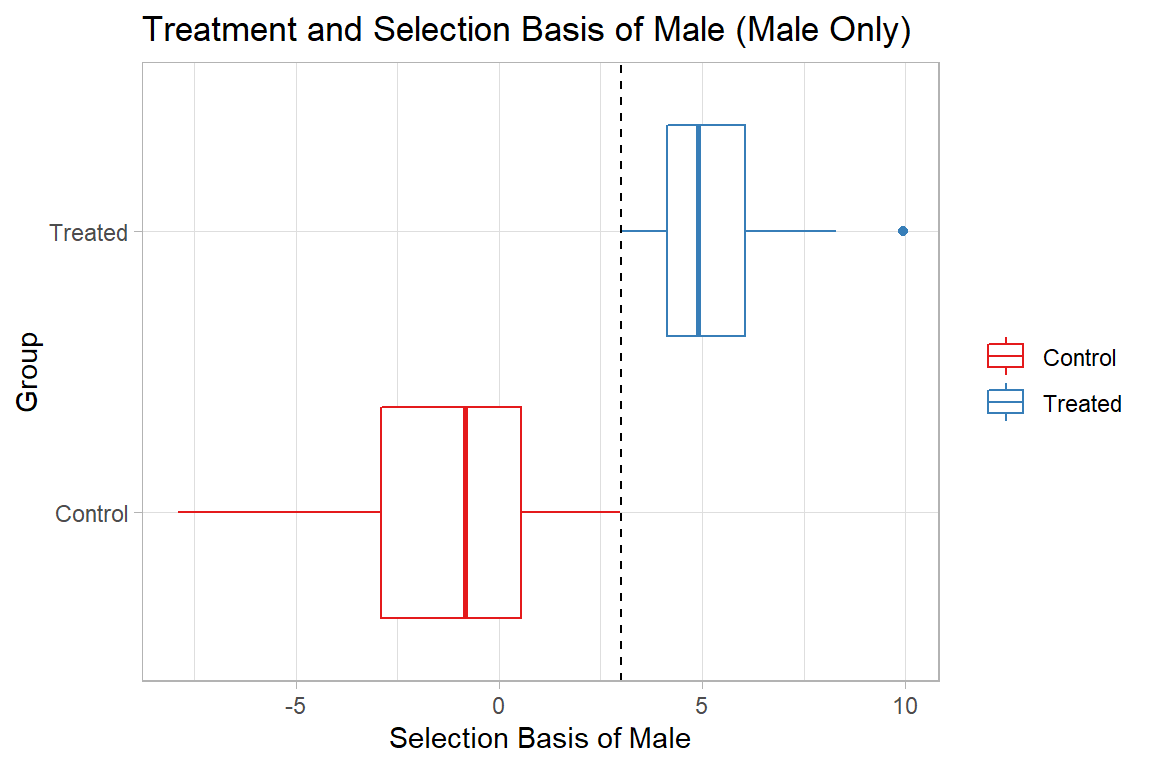 Treatment and Selection Basis of Male (Male Only)
Treated
Control
Group
-5
0
5
10
Selection Basis of Male
Control
Treated